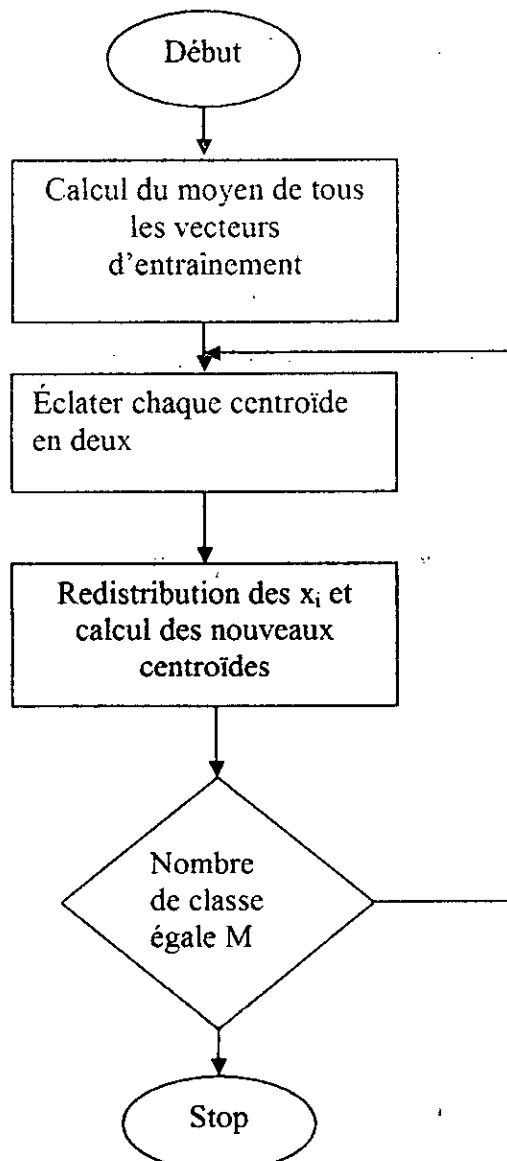 Début
Calcul du moyen de tous
les vecteurs
d'entraînement
Éclater chaque centroïde
en deux
Redistribution des xᵢ et
calcul des nouveaux
centroïdes
Nombre
de classe
égale M
Stop